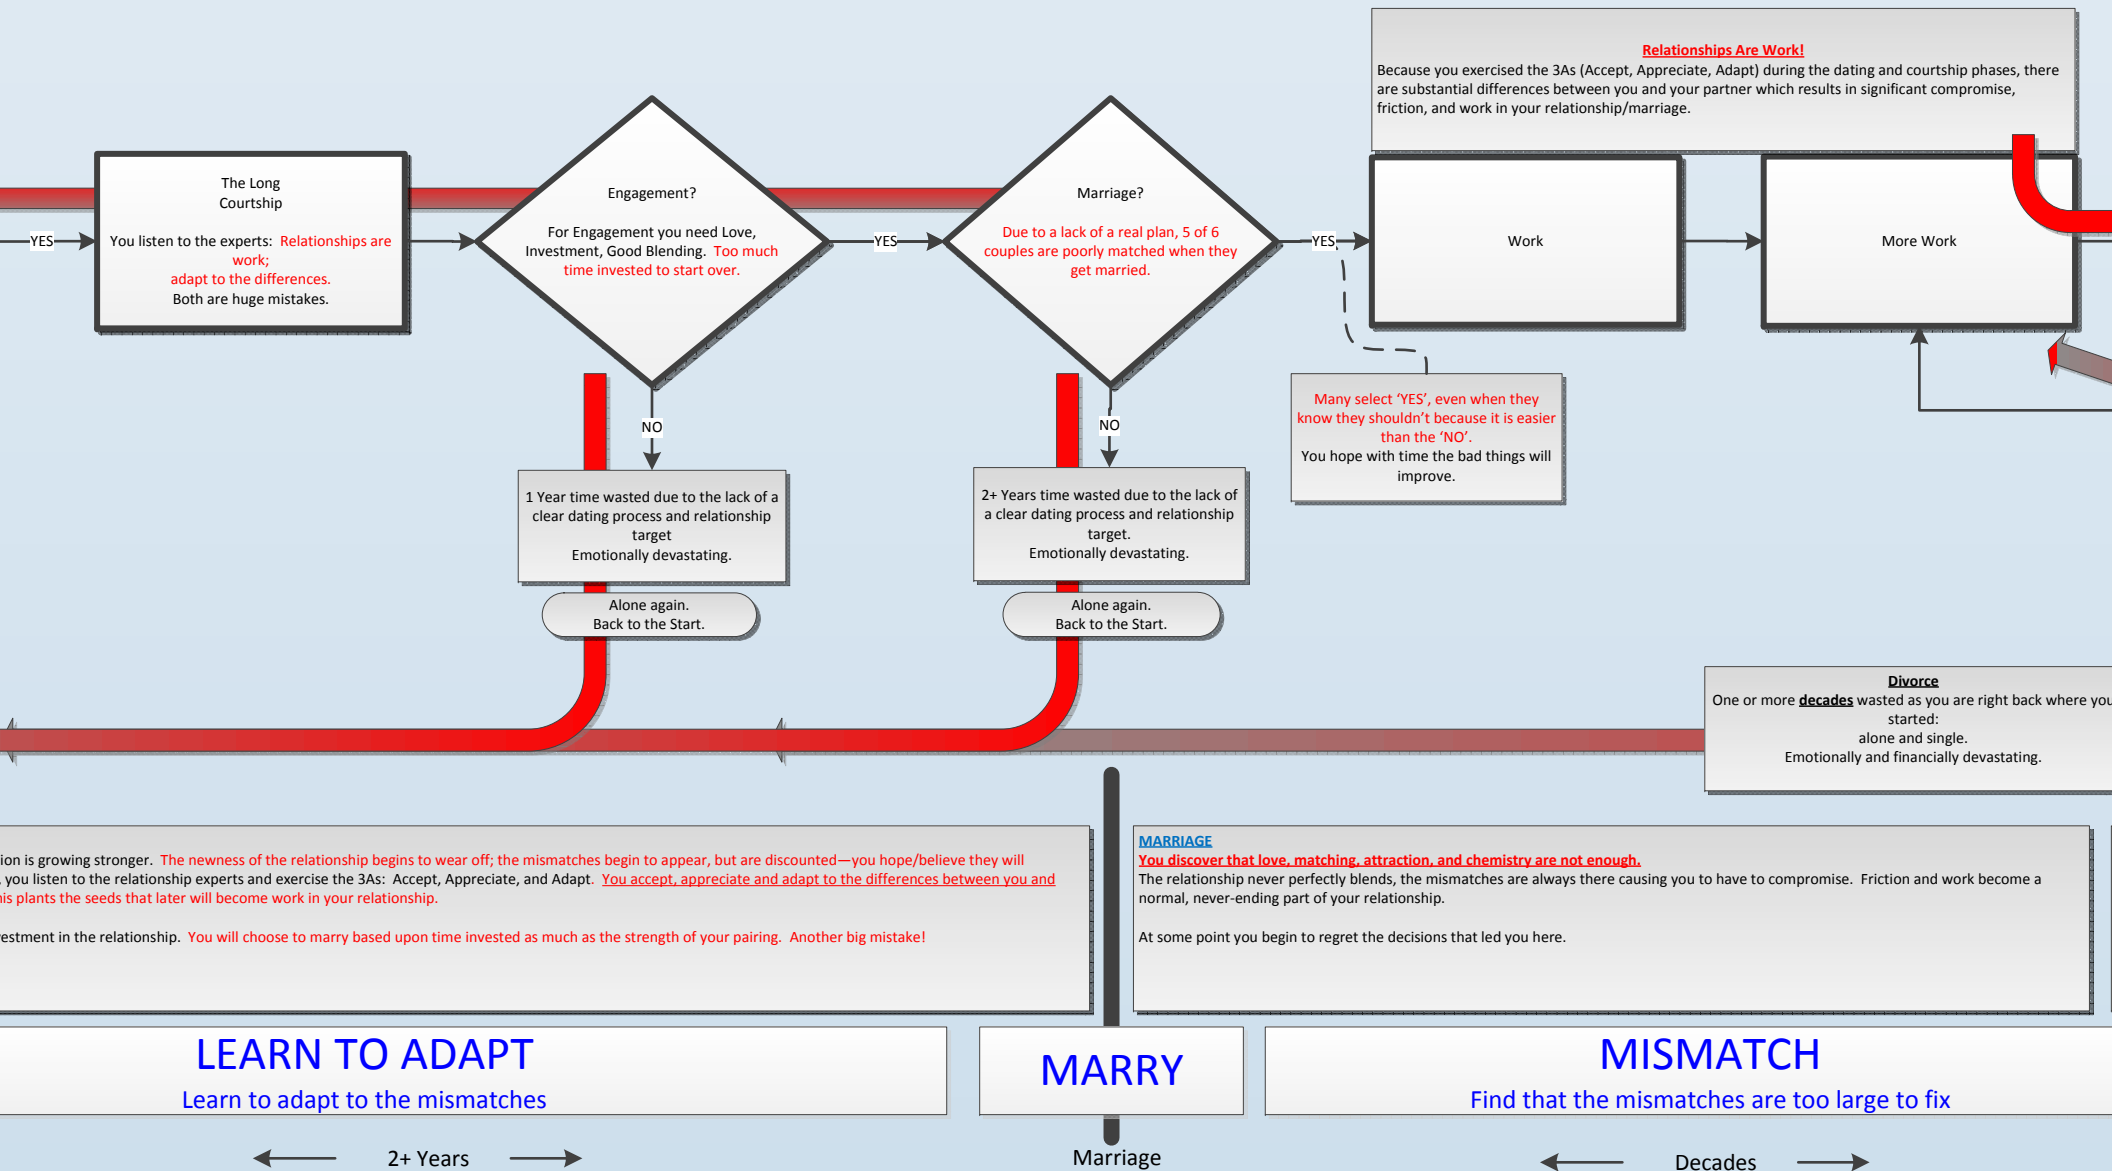 Relationships Are Work!
Because you exercised the 3As (Accept, Appreciate, Adapt) during the dating and courtship phases, there
are substantial differences between you and your partner which results in significant compromise,
friction, and work in your relationship/marriage.
YES
The Long
Courtship
You listen to the experts:  Relationships are
work;
adapt to the differences.
Both are huge mistakes.
Engagement?
For Engagement you need Love,
Investment, Good Blending.  Too much
time invested to start over.
YES
Marriage?
Due to a lack of a real plan, 5 of 6
couples are poorly matched when they
get married.
YES
Work
More Work
NO
NO
Many select ‘YES’, even when they
know they shouldn’t because it is easier
than the ‘NO’.
You hope with time the bad things will
improve.
1 Year time wasted due to the lack of a
clear dating process and relationship
target
Emotionally devastating.
2+ Years time wasted due to the lack of
a clear dating process and relationship
target.
Emotionally devastating.
Alone again.
Back to the Start.
Alone again.
Back to the Start.
Divorce
One or more decades wasted as you are right back where you
started:
alone and single.
Emotionally and financially devastating.
ion is growing stronger.  The newness of the relationship begins to wear off; the mismatches begin to appear, but are discounted—you hope/believe they will
, you listen to the relationship experts and exercise the 3As:  Accept, Appreciate, and Adapt.  You accept, appreciate and adapt to the differences between you and
his plants the seeds that later will become work in your relationship.
vestment in the relationship.  You will choose to marry based upon time invested as much as the strength of your pairing.  Another big mistake!
MARRIAGE
You discover that love, matching, attraction, and chemistry are not enough.
The relationship never perfectly blends, the mismatches are always there causing you to have to compromise.  Friction and work become a
normal, never-ending part of your relationship.
At some point you begin to regret the decisions that led you here.
LEARN TO ADAPT
Learn to adapt to the mismatches
MARRY
MISMATCH
Find that the mismatches are too large to fix
2+ Years
Marriage
Decades